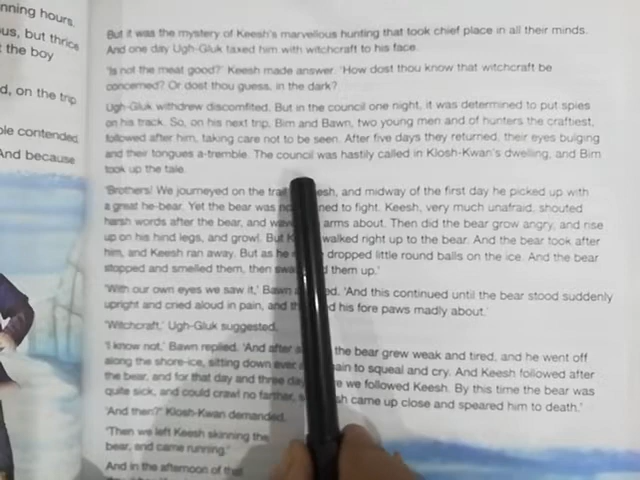 nning hours.
us, but thrice
the boy
d, on the trip
ble contended.
And because
But it was the mystery of Keesh's marvellous hunting that took chief place in all their minds.
And one day Ugh-Gluk taxed him with witchcraft to his face.
'Is not the meat good?' Keesh made answer. 'How dost thou know that witchcraft be
concerned? Or dost thou guess, in the dark?
Ugh-Gluk withdrew discomfited. But in the council one night, it was determined to put spies
on his track. So, on his next trip, Bim and Bawn, two young men and of hunters the craftiest,
followed after him, taking care not to be seen. After five days they returned, their eyes bulging
and their tongues a-tremble. The council was hastily called in Klosh-Kwan's dwelling, and Bim
took up the tale.
'Brothers! We journeyed on the trail esh, and midway of the first day he picked up with
a great he-bear. Yet the bear was no ned to fight. Keesh, very much unafraid, shouted
harsh words after the bear, and wav arms about. Then did the bear grow angry, and rise
up on his hind legs, and growl. But K walked right up to the bear. And the bear took after
him, and Keesh ran away. But as he dropped little round balls on the ice. And the bear
stopped and smelled them, then swa d them up.'
'With our own eyes we saw it,' Bawn ed. 'And this continued until the bear stood suddenly
upright and cried aloud in pain, and th d his fore paws madly about.'
'Witchcraft,' Ugh-Gluk suggested.
'I know not,' Bawn replied. 'And after a the bear grew weak and tired, and he went off
along the shore-ice, sitting down ever ain to squeal and cry. And Keesh followed after
the bear, and for that day and three day e we followed Keesh. By this time the bear was
quite sick, and could crawl no farther, s sh came up close and speared him to death.'
'And then?' Klosh-Kwan demanded.
'Then we left Keesh skinning the
bear, and came running.'
And in the afternoon of that